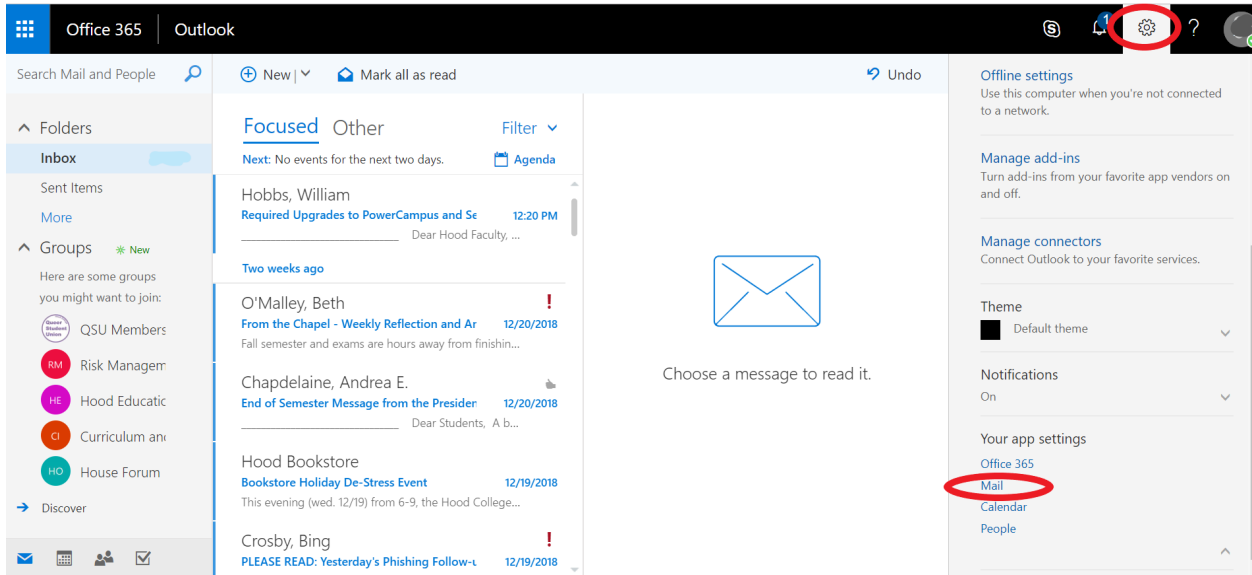 Office 365 Outlook
1
?
Search Mail and People
New
Mark all as read
Undo
Folders
Inbox
Sent Items
More
Groups New
Here are some groups
you might want to join:
Queer
Student
Union
QSU Members
RM Risk Managem
HE Hood Educatic
CI Curriculum and
HO House Forum
Discover
Focused Other Filter
Next: No events for the next two days. Agenda
Hobbs, William
Required Upgrades to PowerCampus and Se 12:20 PM
Dear Hood Faculty, ...
Two weeks ago
O'Malley, Beth !
From the Chapel - Weekly Reflection and Ar 12/20/2018
Fall semester and exams are hours away from finishin...
Chapdelaine, Andrea E.
End of Semester Message from the Presiden 12/20/2018
Dear Students, A b...
Hood Bookstore
Bookstore Holiday De-Stress Event 12/19/2018
This evening (wed. 12/19) from 6-9, the Hood College...
Crosby, Bing !
PLEASE READ: Yesterday's Phishing Follow-u 12/19/2018
Choose a message to read it.
Offline settings
Use this computer when you're not connected
to a network.
Manage add-ins
Turn add-ins from your favorite app vendors on
and off.
Manage connectors
Connect Outlook to your favorite services.
Theme
Default theme
Notifications
On
Your app settings
Office 365
Mail
Calendar
People